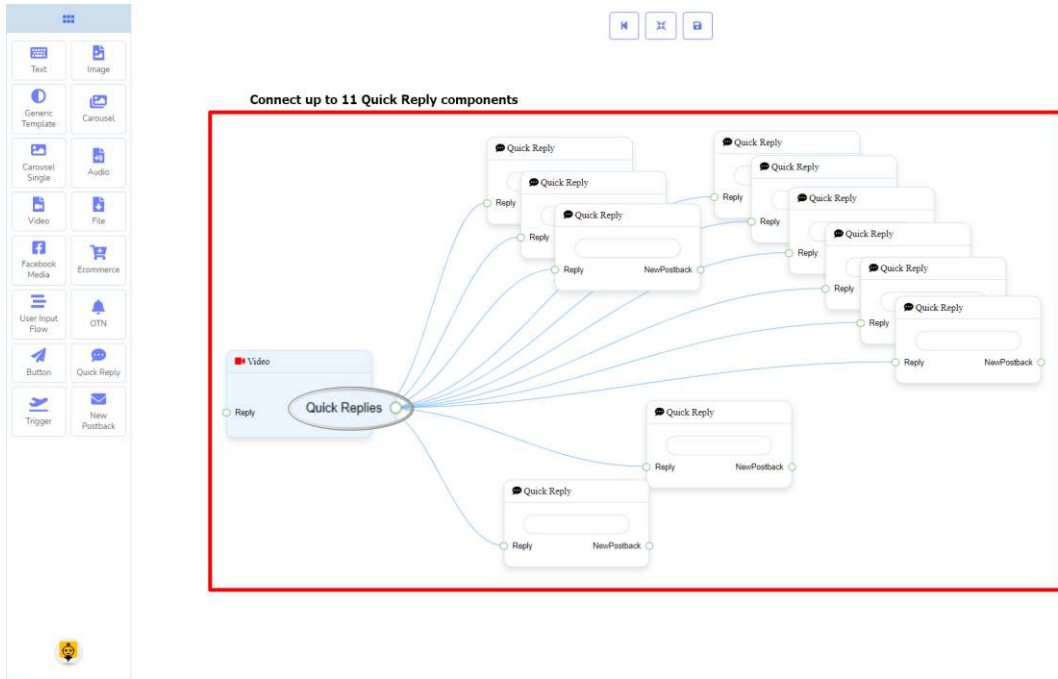 Text
Image
Generic
Template
Carousel
Carousel
Single
Audio
Video
File
Facebook
Media
Ecommerce
User Input
Flow
OTN
Button
Quick Reply
Trigger
New
Postback
Connect up to 11 Quick Reply components
Quick Reply
Reply
Quick Reply
Reply
Quick Reply
Reply NewPostback
Quick Reply
Reply
Quick Reply
Reply
Quick Reply
Reply
Quick Reply
Reply
Quick Reply
Reply
Quick Reply
Reply NewPostback
Video
Reply Quick Replies
Quick Reply
Reply NewPostback
Quick Reply
Reply NewPostback